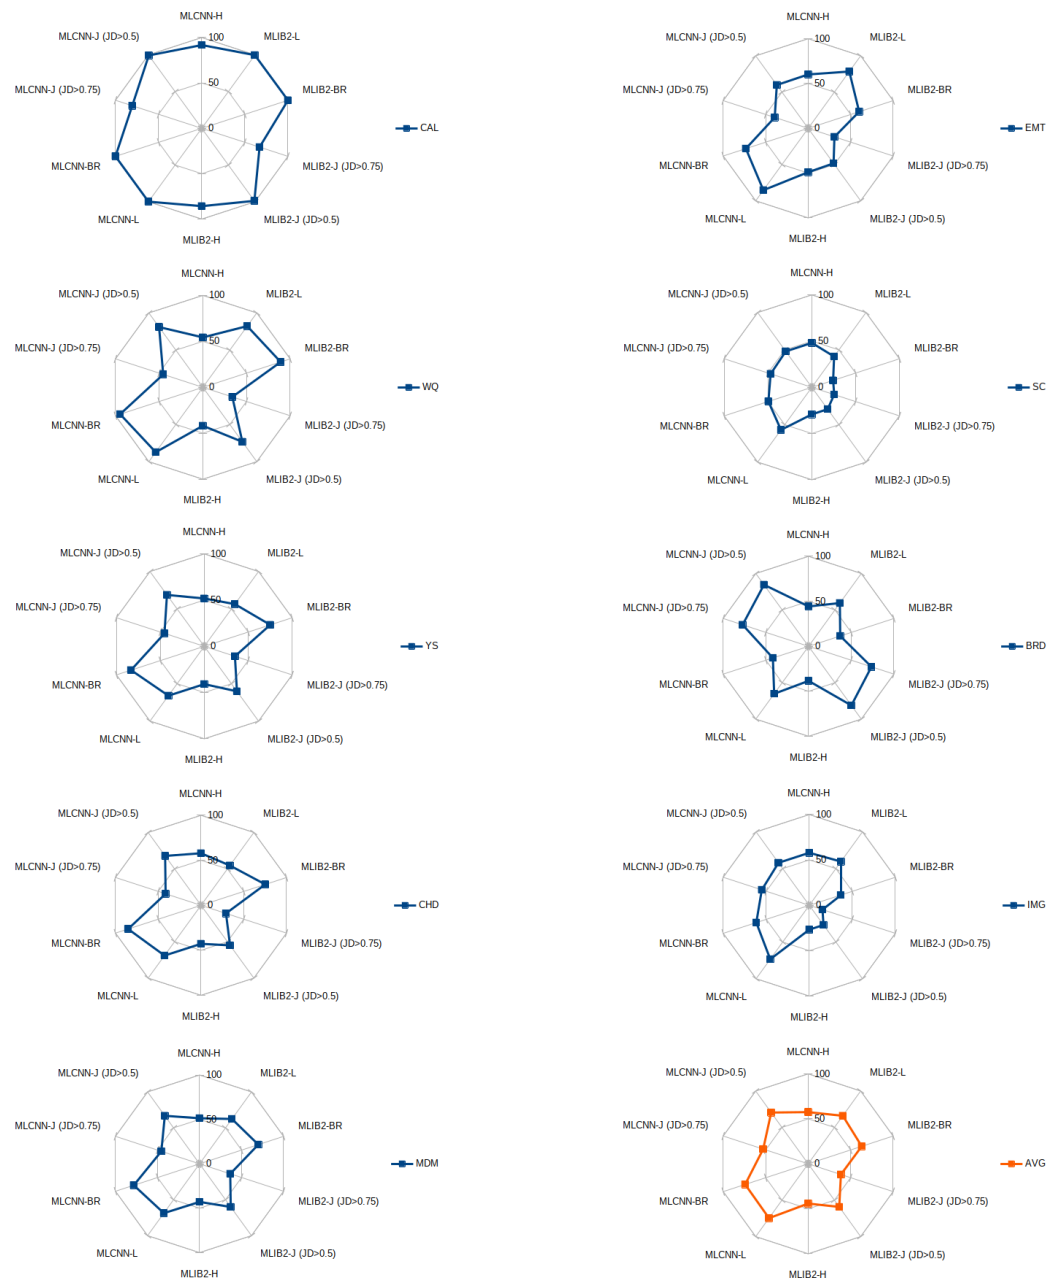 MLCNN-H
MLCNN-J (JD>0.5)
MLIB2-L
100
MLCNN-J (JD>0.75)
MLIB2-BR
50
0
CAL
MLCNN-BR
MLIB2-J (JD>0.75)
MLCNN-L
MLIB2-J (JD>0.5)
MLIB2-H
MLCNN-H
MLCNN-J (JD>0.5)
MLIB2-L
100
MLCNN-J (JD>0.75)
MLIB2-BR
50
0
EMT
MLCNN-BR
MLIB2-J (JD>0.75)
MLCNN-L
MLIB2-J (JD>0.5)
MLIB2-H
MLCNN-H
MLCNN-J (JD>0.5)
MLIB2-L
100
MLCNN-J (JD>0.75)
MLIB2-BR
50
0
WQ
MLCNN-BR
MLIB2-J (JD>0.75)
MLCNN-L
MLIB2-J (JD>0.5)
MLIB2-H
MLCNN-H
MLCNN-J (JD>0.5)
MLIB2-L
100
MLCNN-J (JD>0.75)
MLIB2-BR
50
0
SC
MLCNN-BR
MLIB2-J (JD>0.75)
MLCNN-L
MLIB2-J (JD>0.5)
MLIB2-H
MLCNN-H
MLCNN-J (JD>0.5)
MLIB2-L
100
MLCNN-J (JD>0.75)
MLIB2-BR
50
0
YS
MLCNN-BR
MLIB2-J (JD>0.75)
MLCNN-L
MLIB2-J (JD>0.5)
MLIB2-H
MLCNN-H
MLCNN-J (JD>0.5)
MLIB2-L
100
MLCNN-J (JD>0.75)
MLIB2-BR
50
0
BRD
MLCNN-BR
MLIB2-J (JD>0.75)
MLCNN-L
MLIB2-J (JD>0.5)
MLIB2-H
MLCNN-H
MLCNN-J (JD>0.5)
MLIB2-L
100
MLCNN-J (JD>0.75)
MLIB2-BR
50
0
CHD
MLCNN-BR
MLIB2-J (JD>0.75)
MLCNN-L
MLIB2-J (JD>0.5)
MLIB2-H
MLCNN-H
MLCNN-J (JD>0.5)
MLIB2-L
100
MLCNN-J (JD>0.75)
MLIB2-BR
50
0
IMG
MLCNN-BR
MLIB2-J (JD>0.75)
MLCNN-L
MLIB2-J (JD>0.5)
MLIB2-H
MLCNN-H
MLCNN-J (JD>0.5)
MLIB2-L
100
MLCNN-J (JD>0.75)
MLIB2-BR
50
0
MDM
MLCNN-BR
MLIB2-J (JD>0.75)
MLCNN-L
MLIB2-J (JD>0.5)
MLIB2-H
MLCNN-H
MLCNN-J (JD>0.5)
MLIB2-L
100
MLCNN-J (JD>0.75)
MLIB2-BR
50
0
AVG
MLCNN-BR
MLIB2-J (JD>0.75)
MLCNN-L
MLIB2-J (JD>0.5)
MLIB2-H